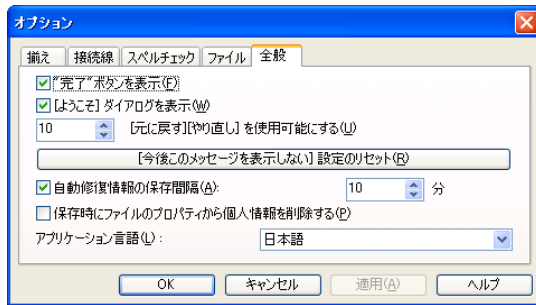 オプション
揃え 接続線 スペルチェック ファイル 全般
"完了"ボタンを表示(F)
[ようこそ] ダイアログを表示(W)
10 [元に戻す][やり直し] を使用可能にする(U)
[今後このメッセージを表示しない] 設定のリセット(R)
自動修復情報の保存間隔(A): 10 分
保存時にファイルのプロパティから個人情報を削除する(P)
アプリケーション言語(L) : 日本語
OK キャンセル 適用(A) ヘルプ